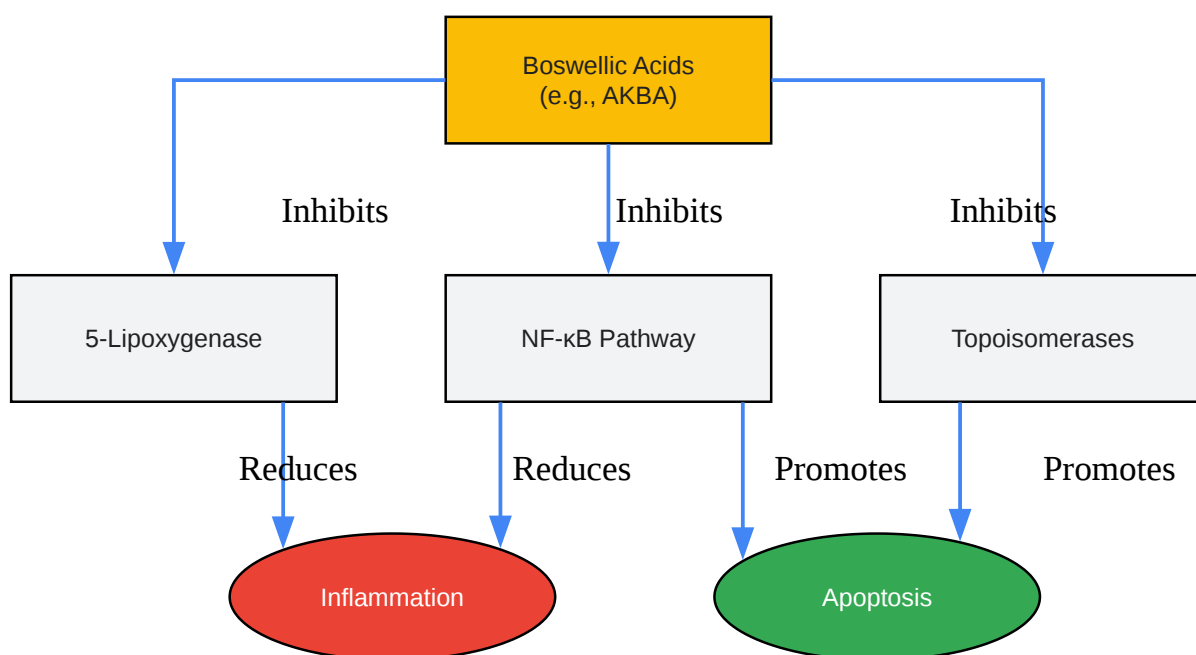 Boswellic Acids
(e.g., AKBA)
Inhibits
Inhibits
Inhibits
5-Lipoxygenase
NF-κB Pathway
Topoisomerases
Reduces
Reduces
Promotes
Promotes
Inflammation
Apoptosis